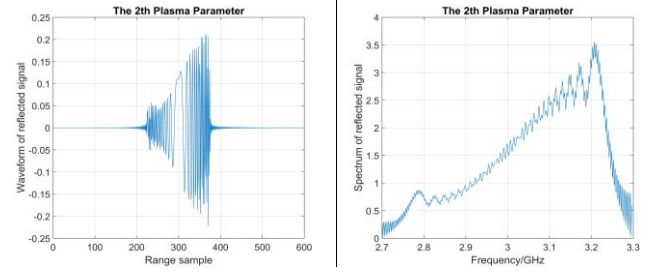 The 2th Plasma Parameter
Waveform of reflected signal
0.25
0.2
0.15
0.1
0.05
0
-0.05
-0.1
-0.15
-0.2
-0.25
0 100 200 300 400 500 600
Range sample
The 2th Plasma Parameter
Spectrum of reflected signal
4
3.5
3
2.5
2
1.5
1
0.5
0
2.7 2.8 2.9 3 3.1 3.2 3.3
Frequency/GHz